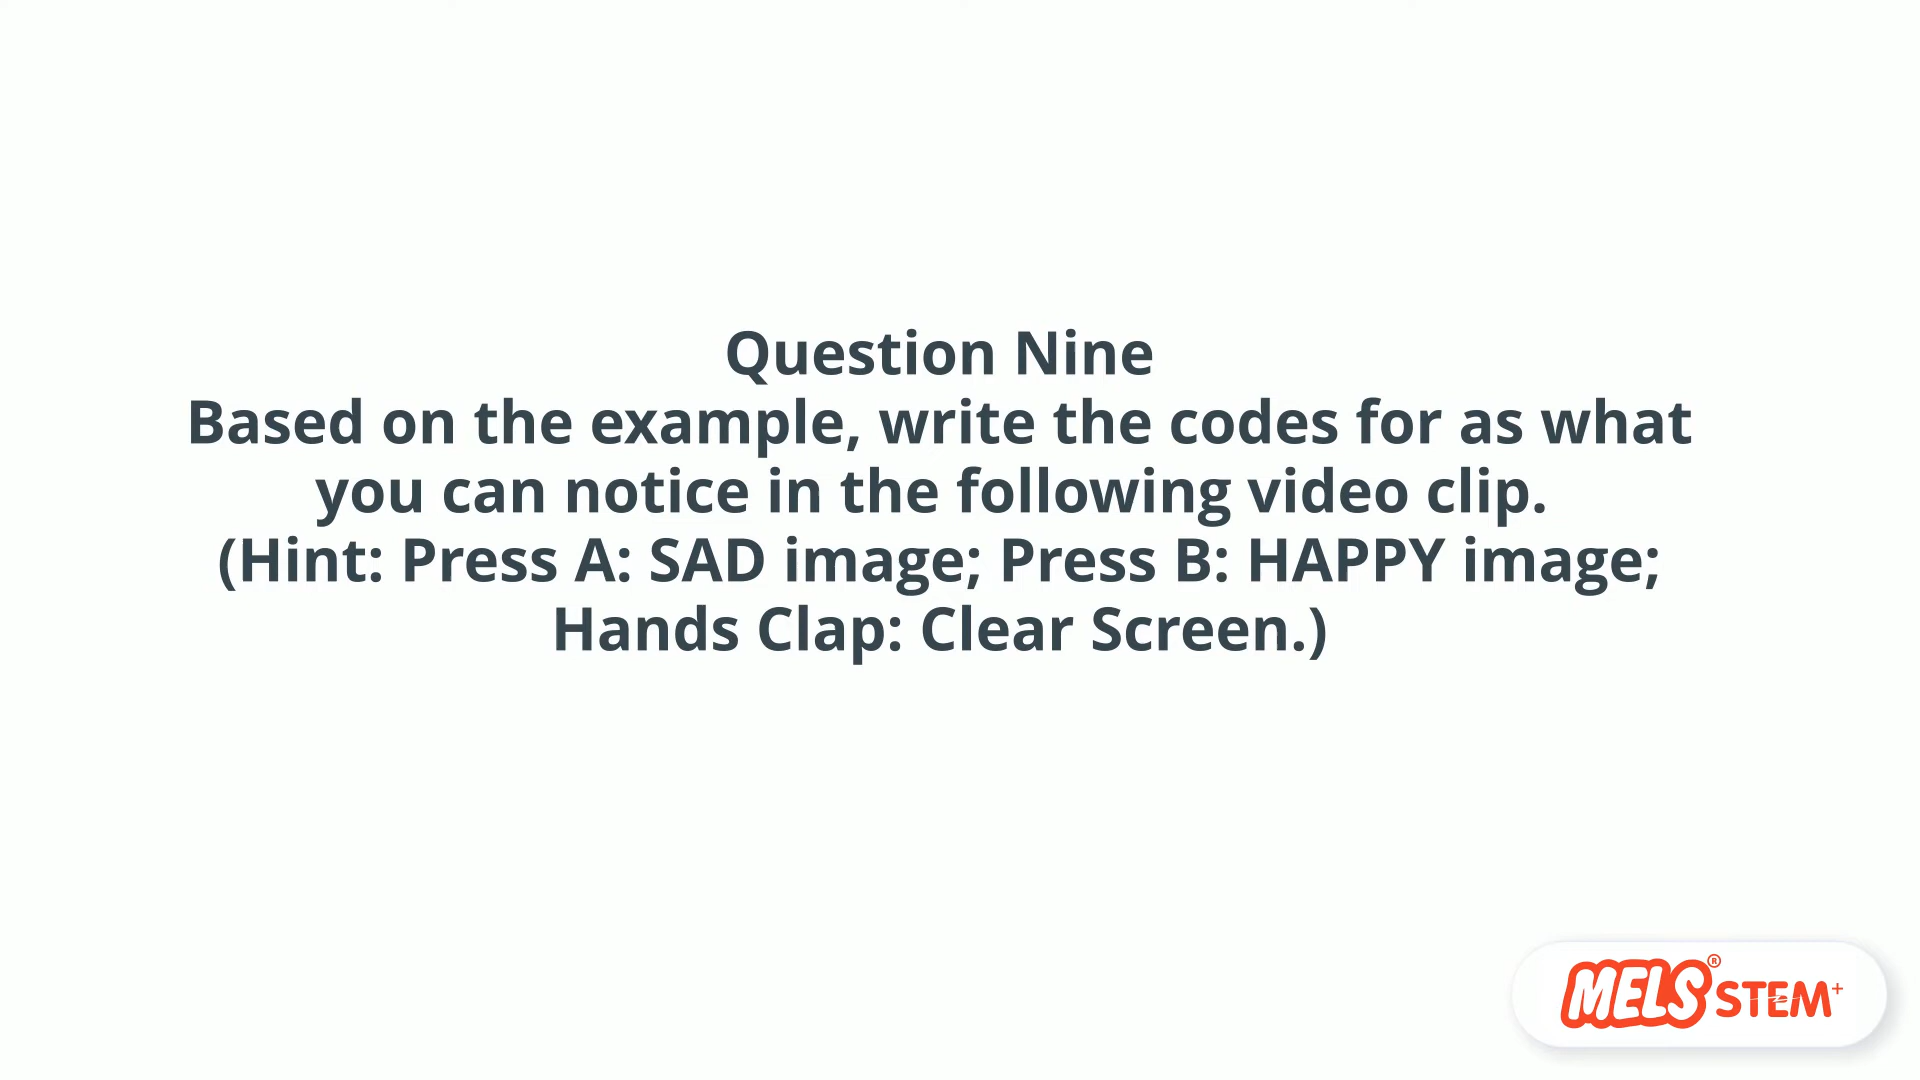 Question Nine
Based on the example, write the codes for as what
you can notice in the following video clip.
(Hint: Press A: SAD image; Press B: HAPPY image;
Hands Clap: Clear Screen.)
MELS® STEM+